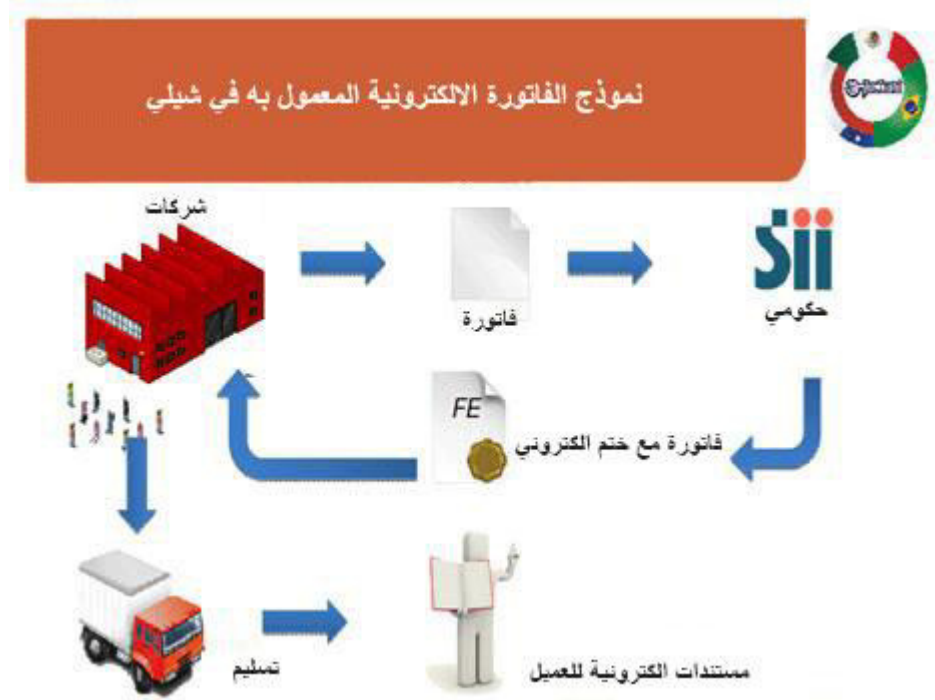 نموذج الفاتورة الالكترونية المعمول به في شيلي
شركات
فاتورة
Sii
حكومي
FE
فاتورة مع ختم الكتروني
تسليم
مستندات الكترونية للعميل